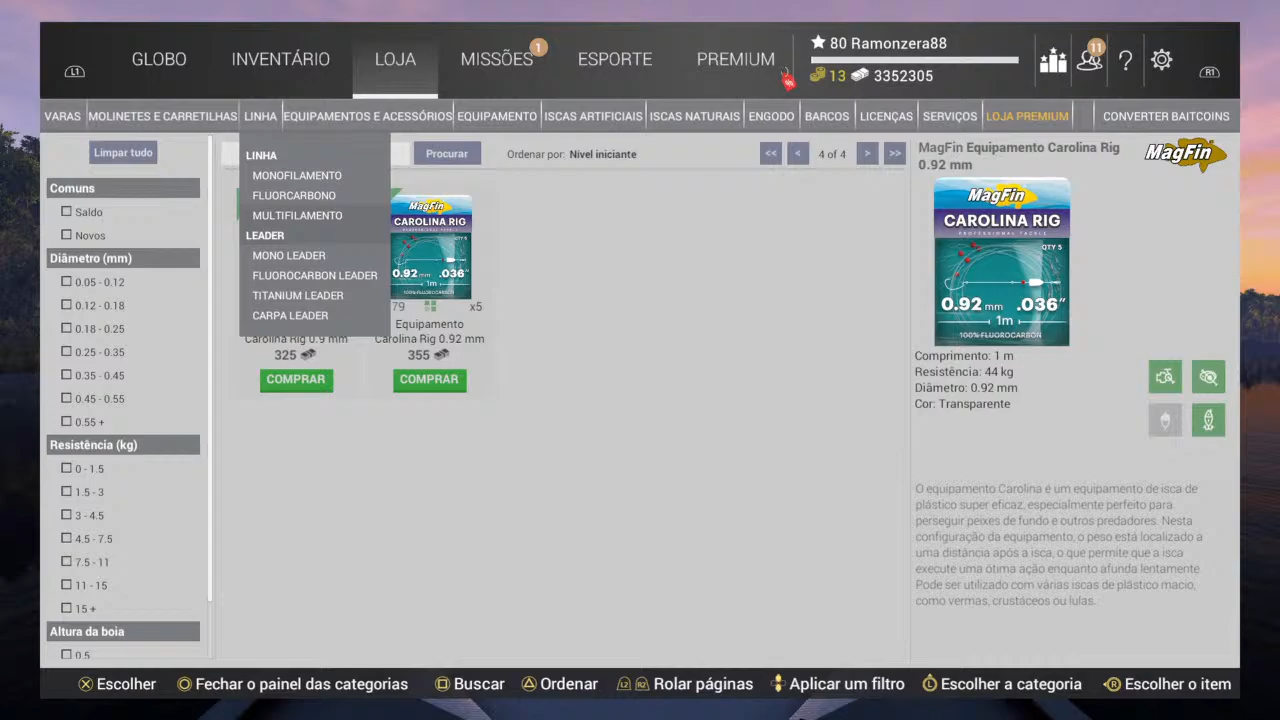 L1
GLOBO
INVENTÁRIO
LOJA
MISSÕES
1
ESPORTE
PREMIUM
80 Ramonzera88
13 3352305
11
?
R1
VARAS
MOLINETES E CARRETILHAS
LINHA
EQUIPAMENTOS E ACESSÓRIOS
EQUIPAMENTO
ISCAS ARTIFICIAIS
ISCAS NATURAIS
ENGODO
BARCOS
LICENÇAS
SERVIÇOS
LOJA PREMIUM
CONVERTER BAITCOINS
Limpar tudo
Comuns
Saldo
Novos
Diâmetro (mm)
0.05 - 0.12
0.12 - 0.18
0.18 - 0.25
0.25 - 0.35
0.35 - 0.45
0.45 - 0.55
0.55 +
Resistência (kg)
0 - 1.5
1.5 - 3
3 - 4.5
4.5 - 7.5
7.5 - 11
11 - 15
15 +
Altura da boia
0.5
LINHA
MONOFILAMENTO
FLUORCARBONO
MULTIFILAMENTO
LEADER
MONO LEADER
FLUOROCARBON LEADER
TITANIUM LEADER
CARPA LEADER
Procurar
Ordenar por: Nível iniciante
<<
<
4 of 4
>
>>
Carolina Rig 0.9 mm
325
COMPRAR
MagFin
CAROLINA RIG
0.92 mm .036"
1m
100% FLUOROCARBON
79
x5
Equipamento
Carolina Rig 0.92 mm
355
COMPRAR
MagFin Equipamento Carolina Rig
0.92 mm
MagFin
MagFin
CAROLINA RIG
PROFESSIONAL TACKLE
QTY 5
0.92 mm .036"
1m
100% FLUOROCARBON
Comprimento: 1 m
Resistência: 44 kg
Diâmetro: 0.92 mm
Cor: Transparente
O equipamento Carolina é um equipamento de isca de
plástico super eficaz, especialmente perfeito para
perseguir peixes de fundo e outros predadores. Nesta
configuração da equipamento, o peso está localizado a
uma distância após a isca, o que permite que a isca
execute uma ótima ação enquanto afunda lentamente.
Pode ser utilizado com várias iscas de plástico macio,
como vermas, crustáceos ou lulas.
Escolher
Fechar o painel das categorias
Buscar
Ordenar
L2 R2 Rolar páginas
Aplicar um filtro
L Escolher a categoria
R Escolher o item